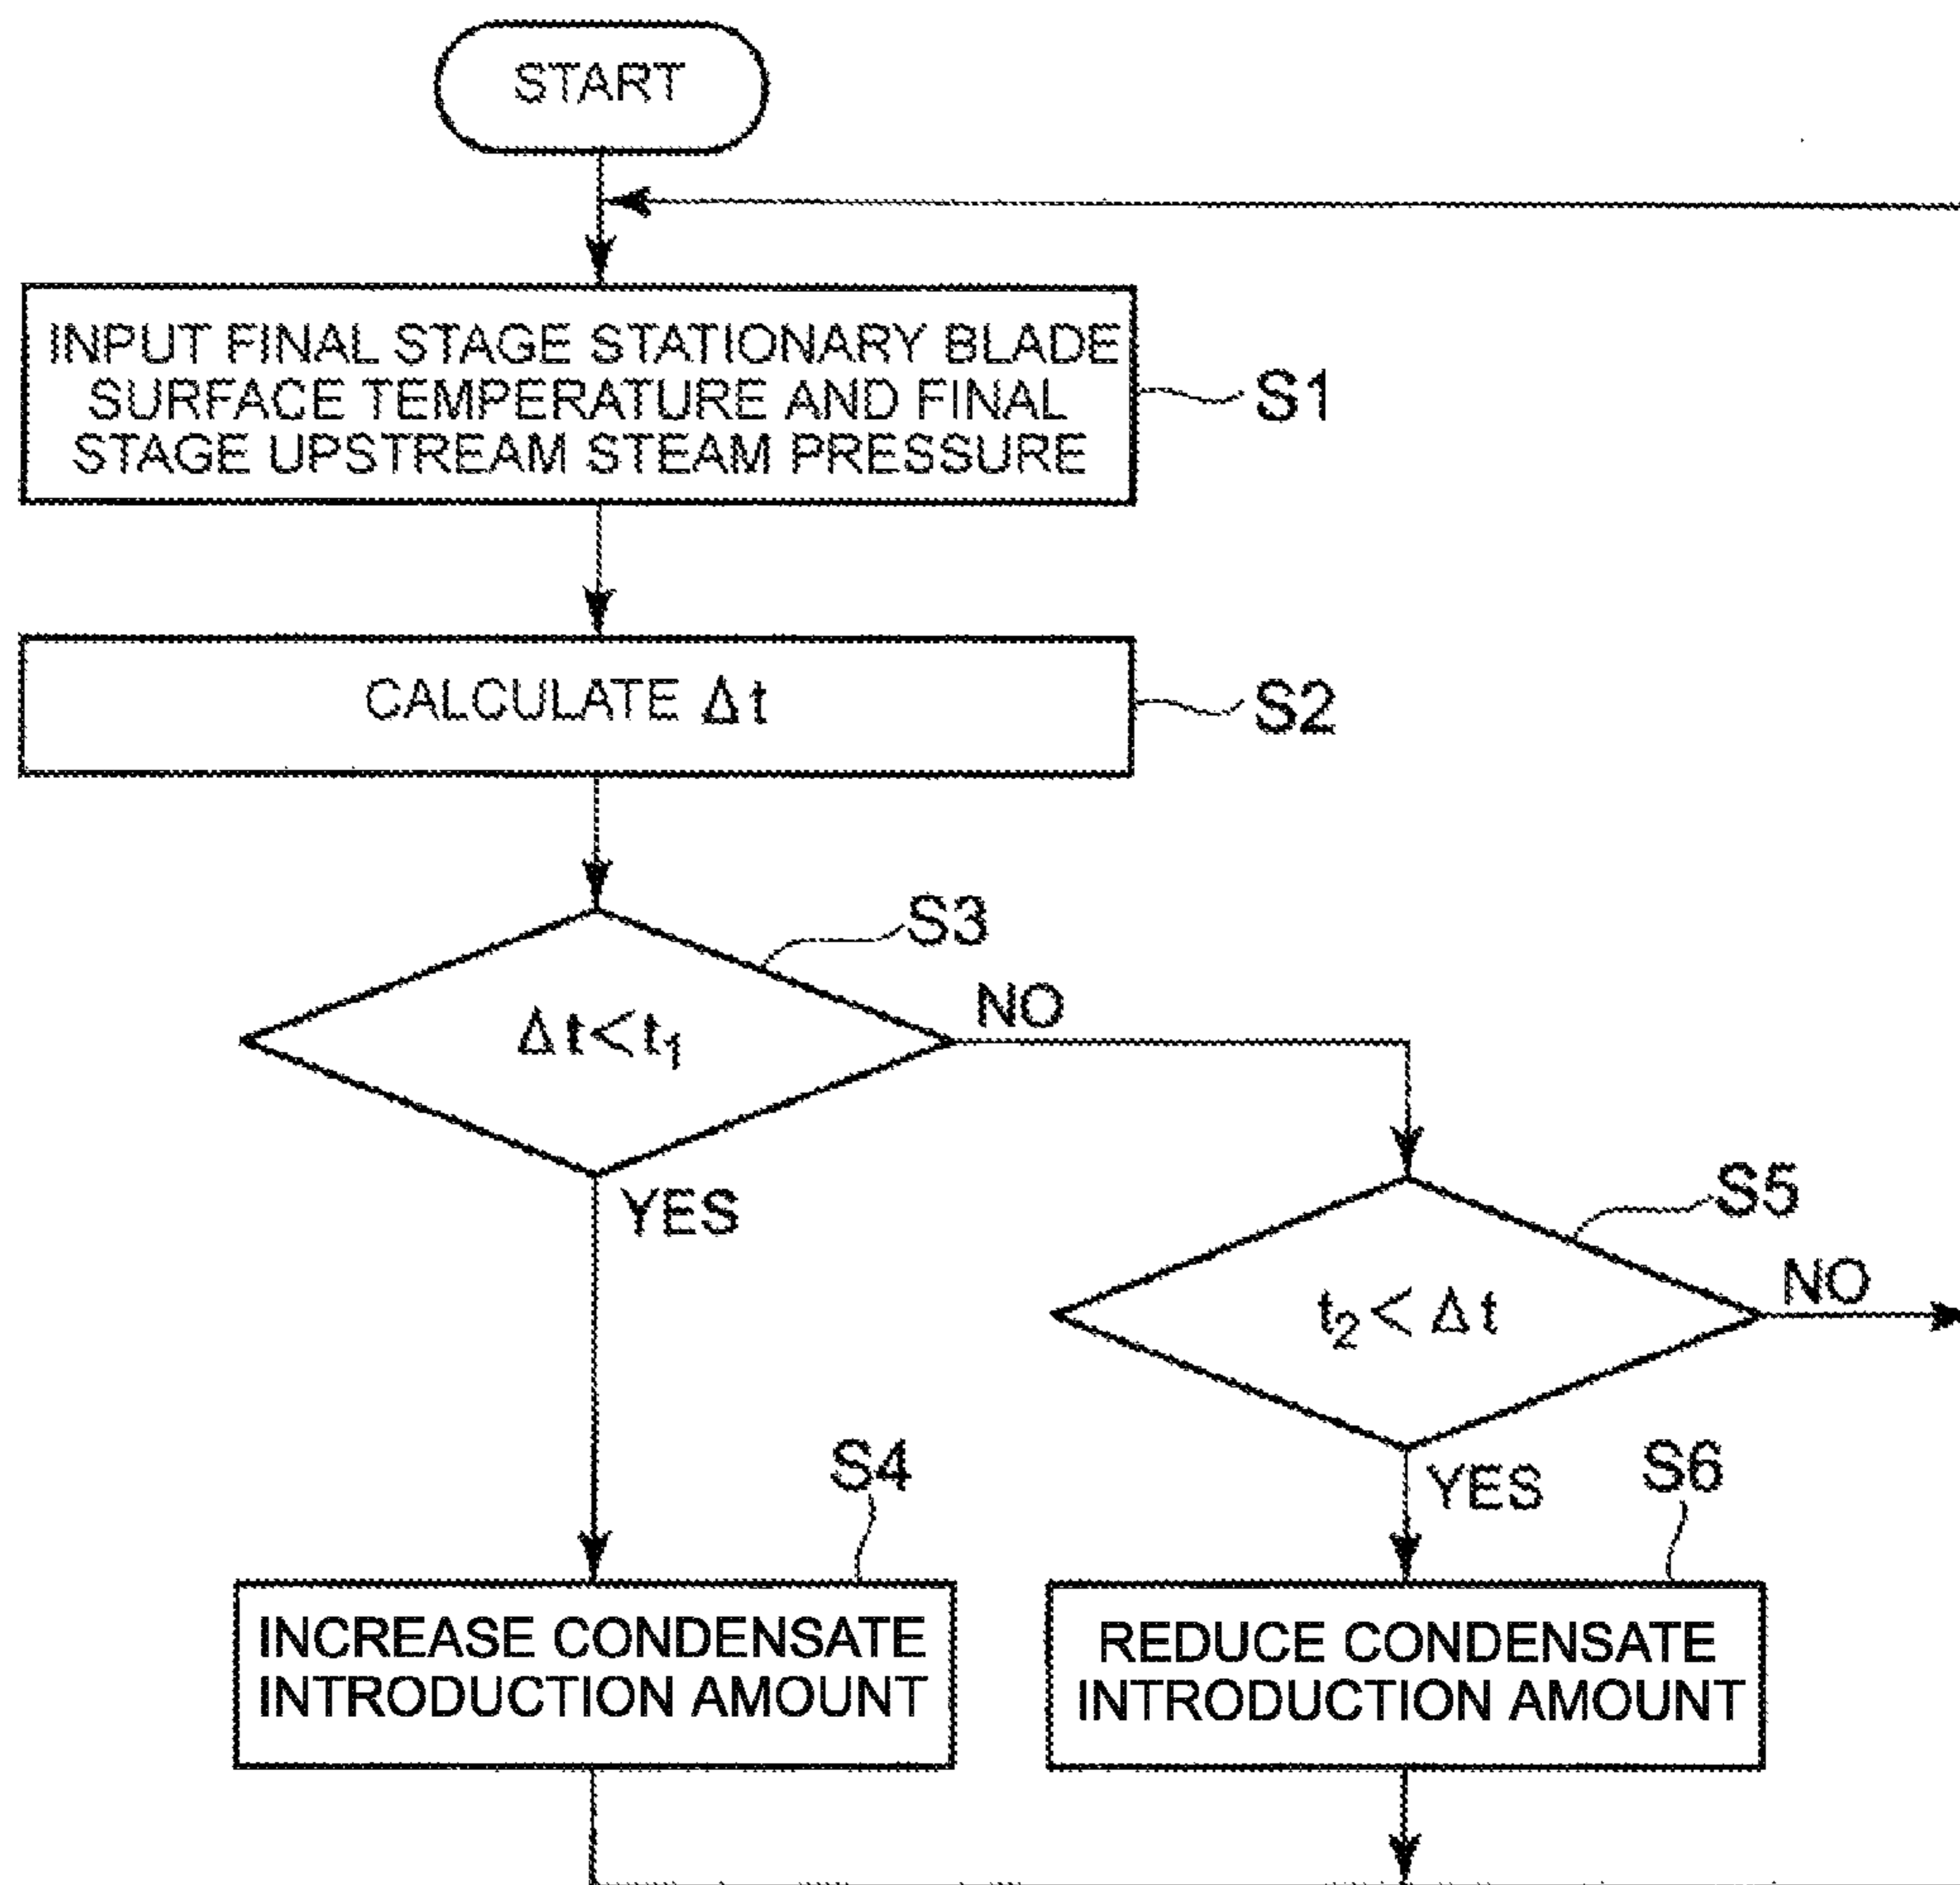 START
INPUT FINAL STAGE STATIONARY BLADE
SURFACE TEMPERATURE AND FINAL
STAGE UPSTREAM STEAM PRESSURE
S1
CALCULATE Δt
S2
S3
Δt<t₁
NO
YES
S5
t₂<Δt
NO
YES
S4
INCREASE CONDENSATE
INTRODUCTION AMOUNT
S6
REDUCE CONDENSATE
INTRODUCTION AMOUNT